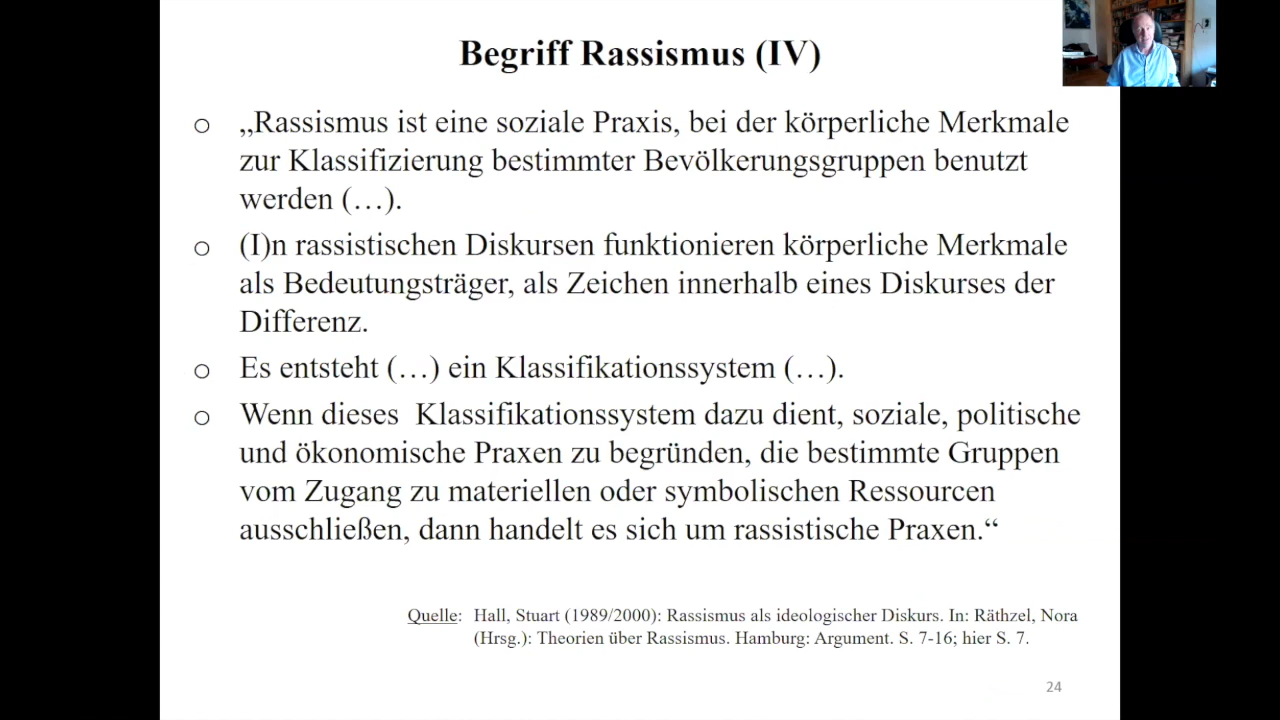 Begriff Rassismus (IV)
o „Rassismus ist eine soziale Praxis, bei der körperliche Merkmale
zur Klassifizierung bestimmter Bevölkerungsgruppen benutzt
werden (…).
o (I)n rassistischen Diskursen funktionieren körperliche Merkmale
als Bedeutungsträger, als Zeichen innerhalb eines Diskurses der
Differenz.
o Es entsteht (…) ein Klassifikationssystem (…).
o Wenn dieses  Klassifikationssystem dazu dient, soziale, politische
und ökonomische Praxen zu begründen, die bestimmte Gruppen
vom Zugang zu materiellen oder symbolischen Ressourcen
ausschließen, dann handelt es sich um rassistische Praxen.“
Quelle: Hall, Stuart (1989/2000): Rassismus als ideologischer Diskurs. In: Räthzel, Nora
(Hrsg.): Theorien über Rassismus. Hamburg: Argument. S. 7-16; hier S. 7.
24